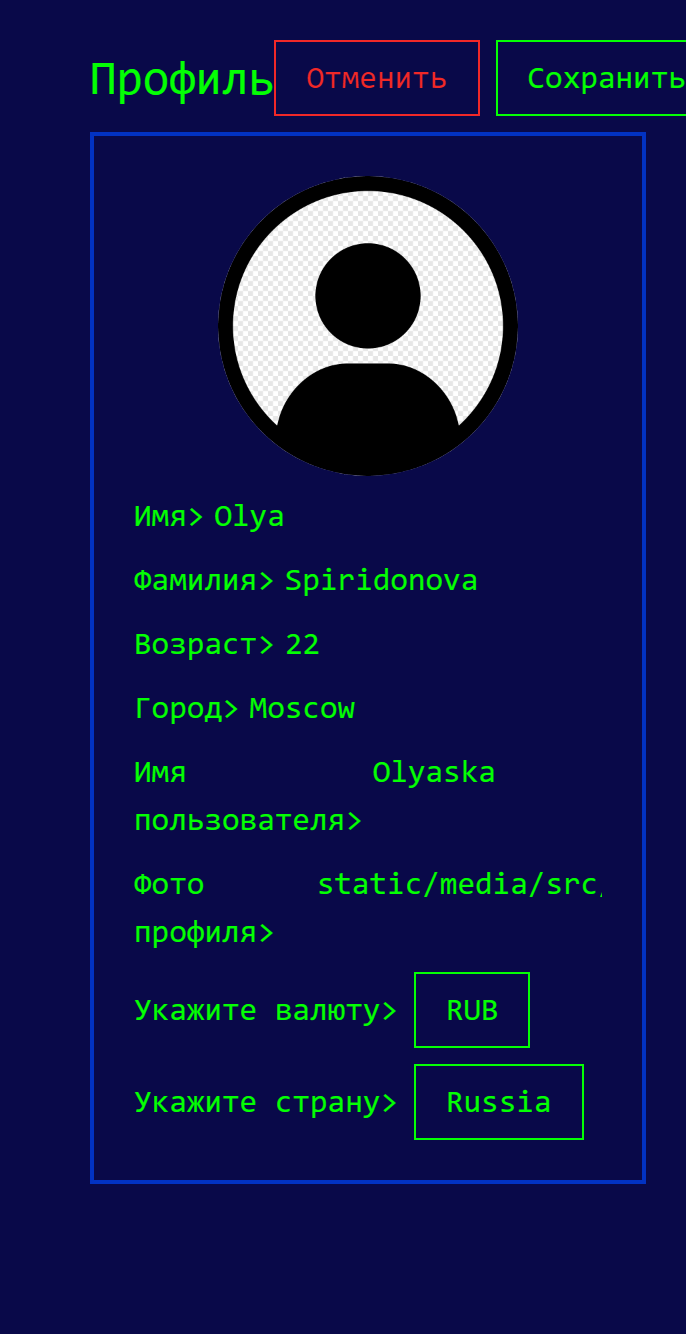 Профиль Отменить Сохранить
Имя> Olya
Фамилия> Spiridonova
Возраст> 22
Город> Moscow
Имя Olyaska
пользователя>
Фото static/media/src,
профиля>
Укажите валюту> RUB
Укажите страну> Russia